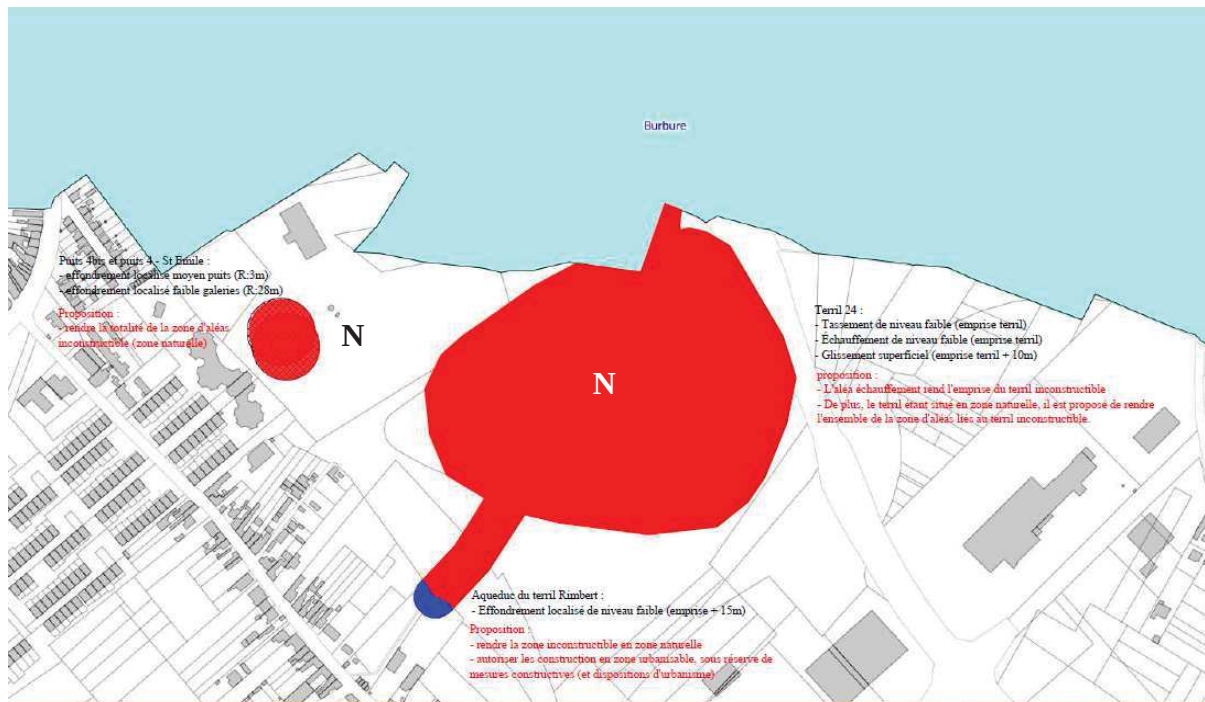 Burbure
Puits 4bis et puits 4 - St Emile :
- effondrement localisé moyen puits (R:3m)
- effondrement localisé faible galeries (R:28m)
Proposition :
- rendre la totalité de la zone d'aléas
inconstructible (zone naturelle)
N
N
Terril 24 :
- Tassement de niveau faible (emprise terril)
- Échauffement de niveau faible (emprise terril)
- Glissement superficiel (emprise terril + 10m)
proposition :
- L'aléa échauffement rend l'emprise du terril inconstructible
- De plus, le terril étant situé en zone naturelle, il est proposé de rendre
l'ensemble de la zone d'aléas liés au terril inconstructible.
Aqueduc du terril Rimbert :
- Effondrement localisé de niveau faible (emprise + 15m)
Proposition :
- rendre la zone inconstructible en zone naturelle
- autoriser les construction en zone urbanisable, sous réserve de
mesures constructives (et dispositions d'urbanisme)